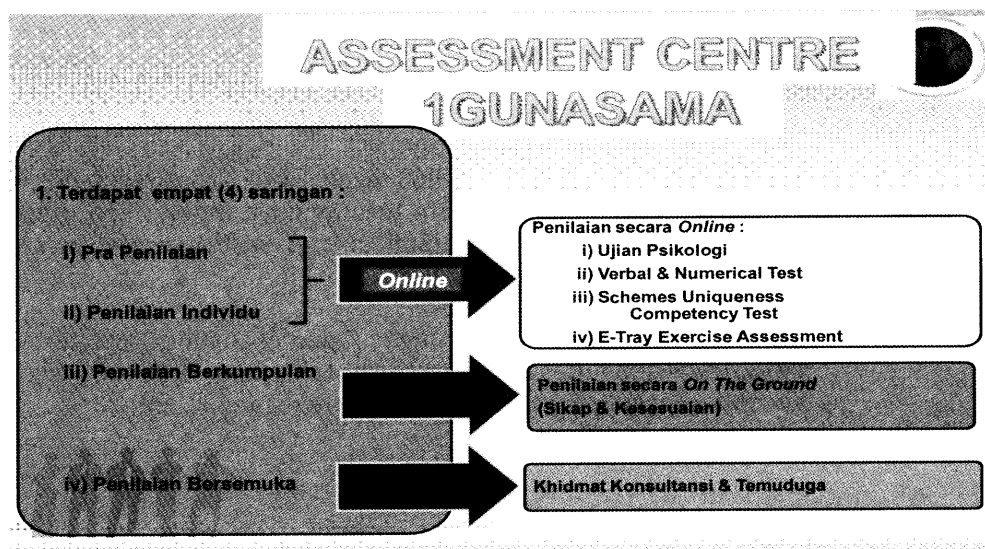 ASSESSMENT CENTRE
1GUNASAMA
1. Terdapat empat (4) saringan :
i) Pra Penilaian
ii) Penilaian Individu
iii) Penilaian Berkumpulan
iv) Penilaian Bersemuka
Online
Penilaian secara Online :
i) Ujian Psikologi
ii) Verbal & Numerical Test
iii) Schemes Uniqueness
Competency Test
iv) E-Tray Exercise Assessment
Penilaian secara On The Ground
(Sikap & Kesesuaian)
Khidmat Konsultansi & Temuduga